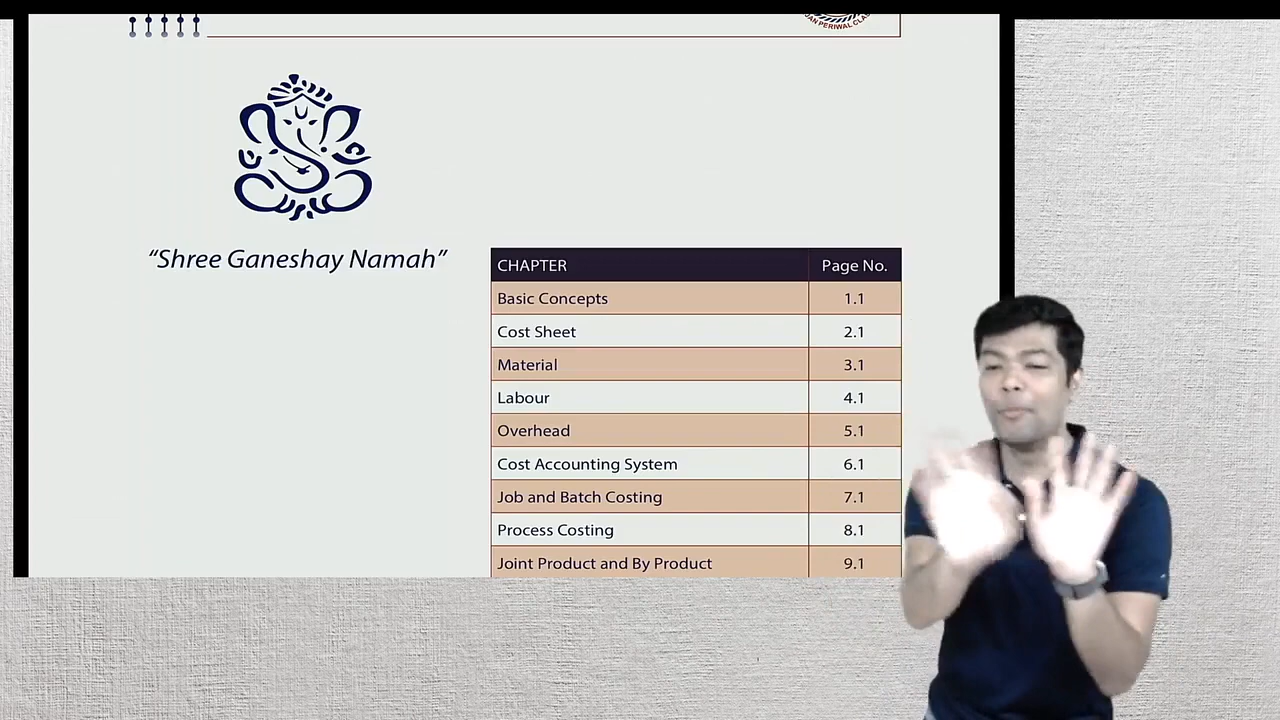 PERIWAL CLA
"Shree Ganeshay Namah"
CHAPTER Page No.
Basic Concepts 1.1
Cost Sheet 2.1
Material 3.1
Labour 4.1
Overhead 5.1
Cost Accounting System 6.1
Job and Batch Costing 7.1
Process Costing 8.1
Joint Product and By Product 9.1